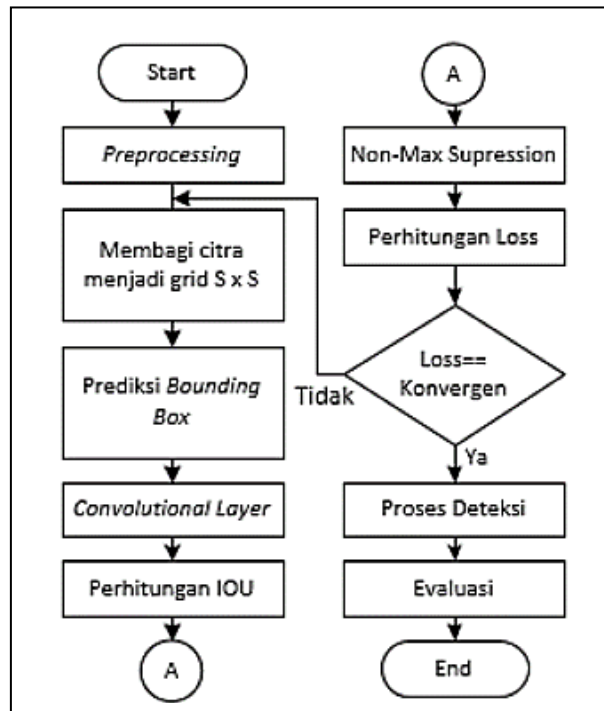 Start
Preprocessing
Membagi citra
menjadi grid S x S
Prediksi Bounding
Box
Convolutional Layer
Perhitungan IOU
A
A
Non-Max Supression
Perhitungan Loss
Loss==
Konvergen
Tidak
Ya
Proses Deteksi
Evaluasi
End